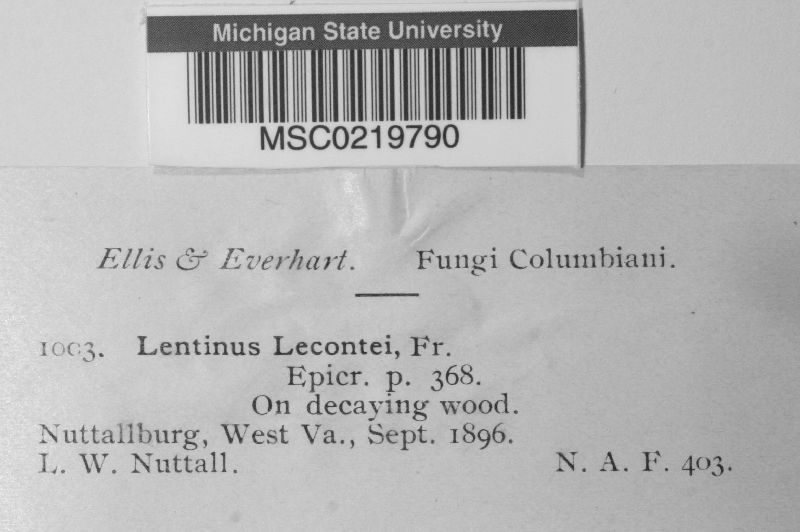 Michigan State University
MSC0219790
Ellis & Everhart. Fungi Columbiani.
1003. Lentinus Lecontei, Fr.
Epicr. p. 368.
On decaying wood.
Nuttallburg, West Va., Sept. 1896.
L. W. Nuttall. N. A. F. 403.